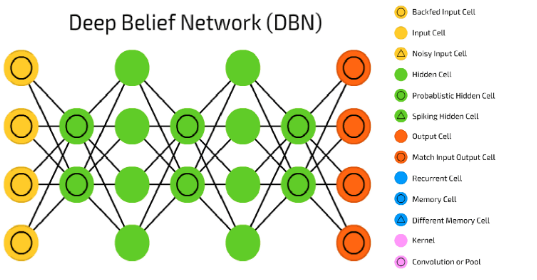 Deep Belief Network (DBN)
Backfed Input Cell
Input Cell
Noisy Input Cell
Hidden Cell
Probablistic Hidden Cell
Spiking Hidden Cell
Output Cell
Match Input Output Cell
Recurrent Cell
Memory Cell
Different Memory Cell
Kernel
Convolution or Pool